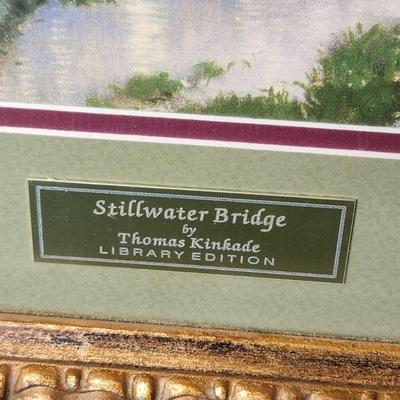 Stillwater Bridge
by
Thomas Kinkade
LIBRARY EDITION